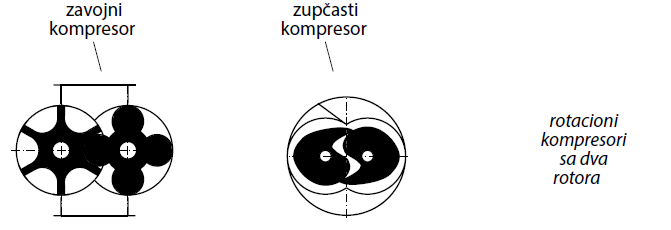 zavojni
kompresor
zupčasti
kompresor
rotacioni
kompresori
sa dva
rotora